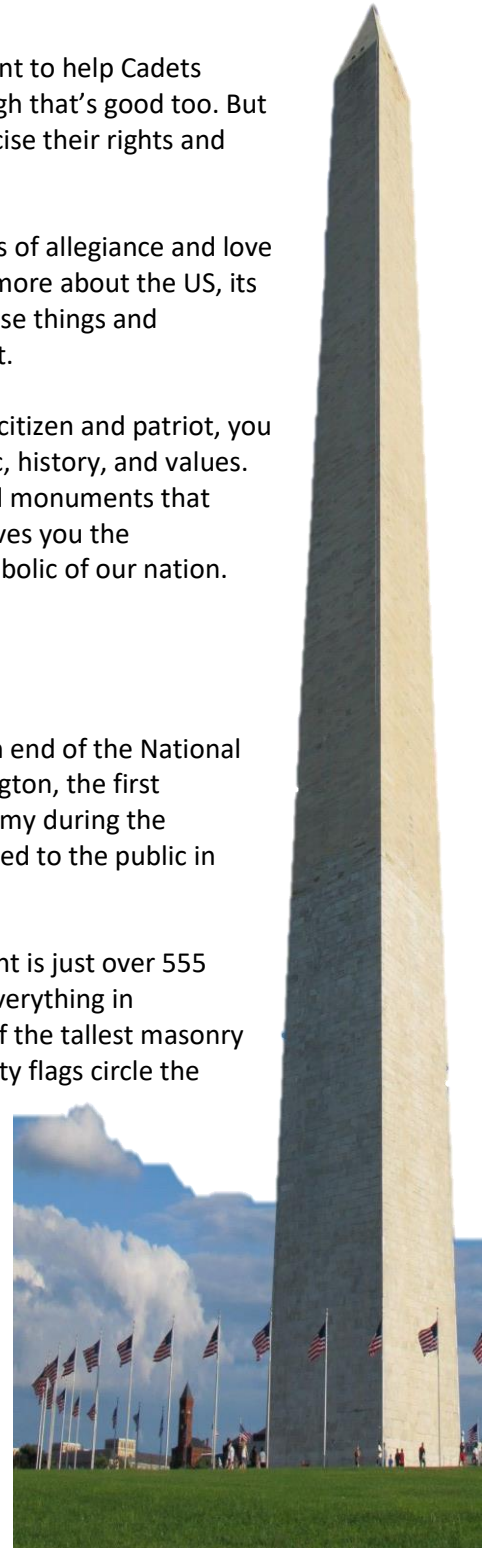 nt to help Cadets
gh that's good too. But
cise their rights and
s of allegiance and love
more about the US, its
se things and
t.
citizen and patriot, you
c, history, and values.
d monuments that
ves you the
bolic of our nation.
n end of the National
gton, the first
my during the
ed to the public in
nt is just over 555
verything in
f the tallest masonry
ty flags circle the